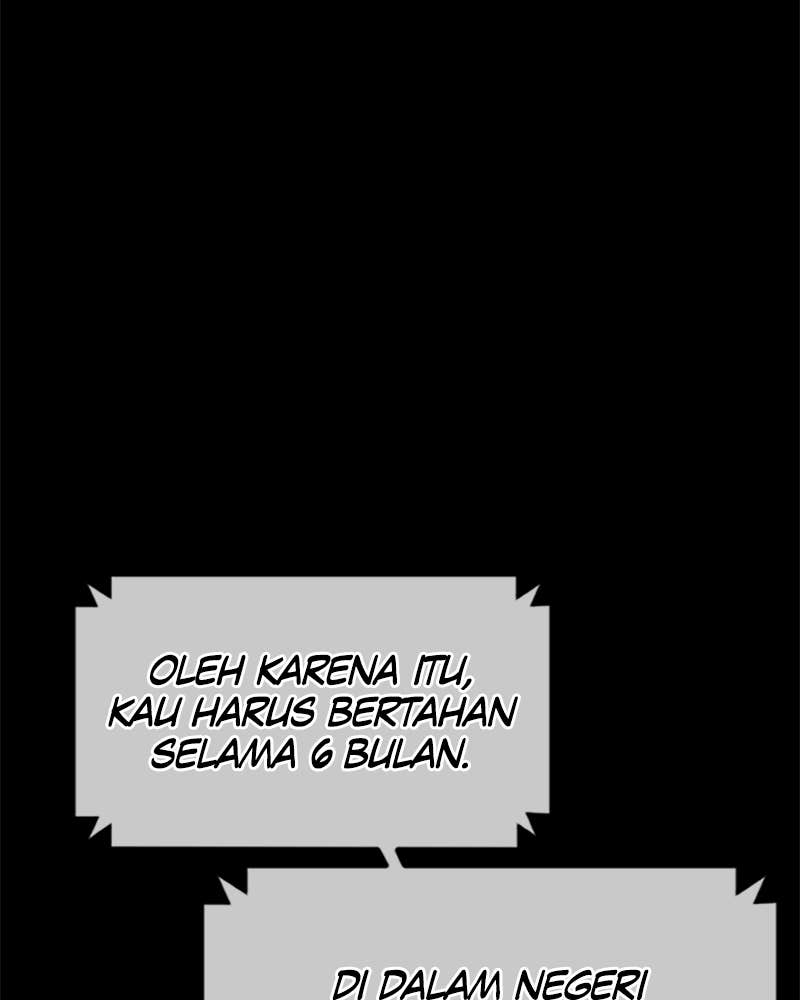 OLEH KARENA ITU,
KAU HARUS BERTAHAN
SELAMA 6 BULAN.
DI DALAM NEGERI